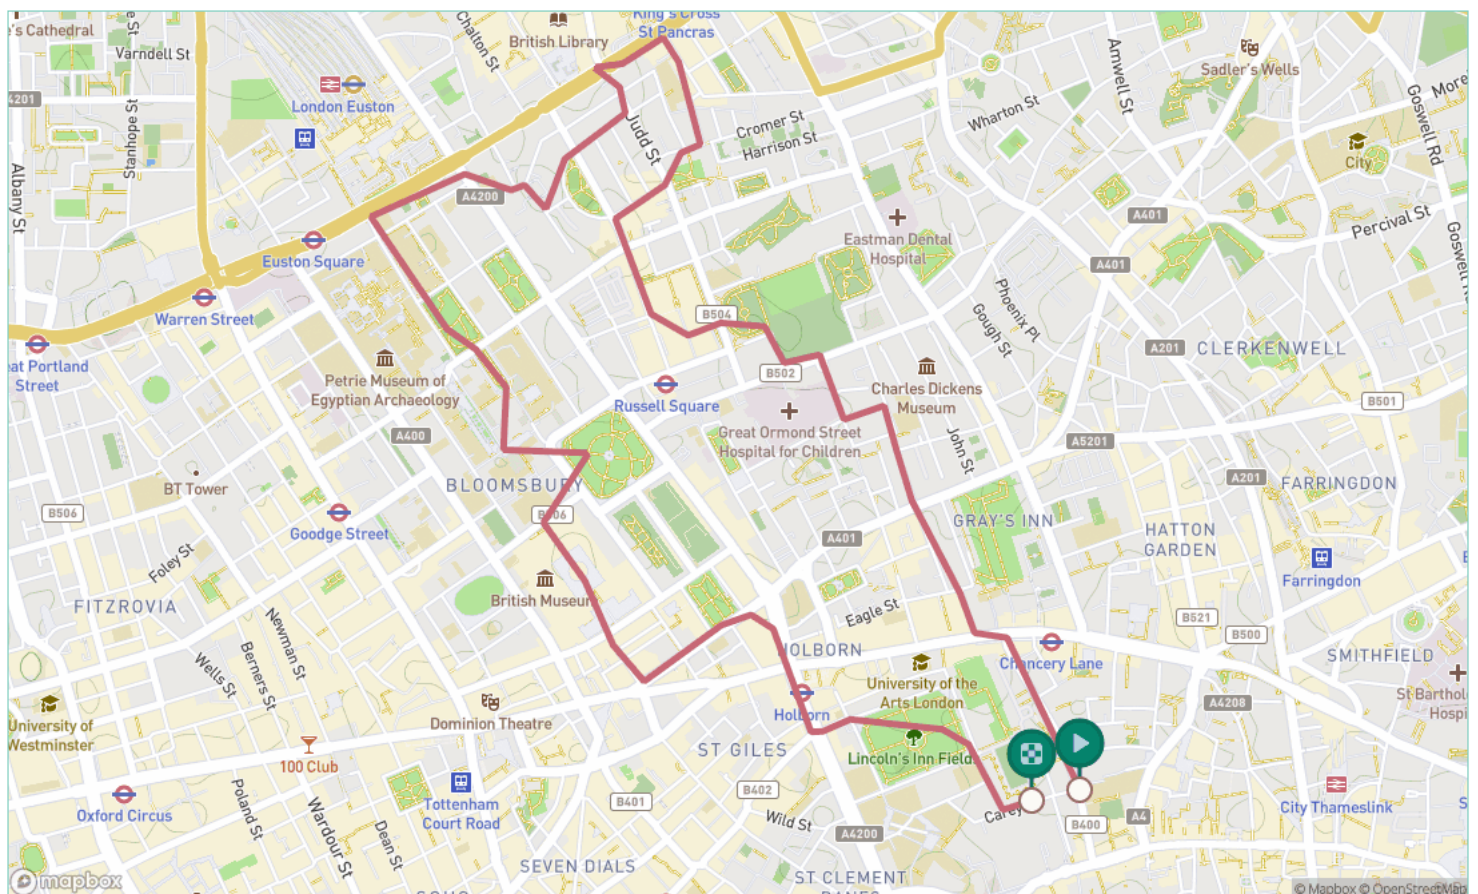 's Cathedral
Varndell St
Chalton St
British Library
King's Cross
St Pancras
Amwell St
Sadler's Wells
Goswell Rd
More
4201
Stanhope St
London Euston
Judd St
Cromer St
Harrison St
Wharton St
City
Albany St
A4200
A401
Percival St
Goswell R
Euston Square
Eastman Dental
Hospital
A401
Warren Street
B504
Phoenix Pl
Gough St
A201
CLERKENWELL
eat Portland
Street
Petrie Museum of
Egyptian Archaeology
Russell Square
B502
Charles Dickens
Museum
B501
A400
Great Ormond Street
Hospital for Children
John St
A5201
BT Tower
BLOOMSBURY
A201
FARRINGDON
B506
Goodge Street
GRAY'S INN
HATTON
GARDEN
A401
Foley St
British Museum
Farringdon
FITZROVIA
Newman St
Eagle St
B521
B500
Berners St
Wells St
HOLBORN
Chancery Lane
SMITHFIELD
University of the
Arts London
St Barthol
Hospi
University of
Westminster
Dominion Theatre
Holborn
A4208
ST GILES
Lincoln's Inn Field
100 Club
Tottenham
Court Road
B402
B401
City Thameslink
Oxford Circus
Poland St
Wardour St
Dean St
Wild St
Carey
B400
A4
A4200
SEVEN DIALS
ST CLEMENT
DANES
SOHO
mapbox
© Mapbox © OpenStreetMap